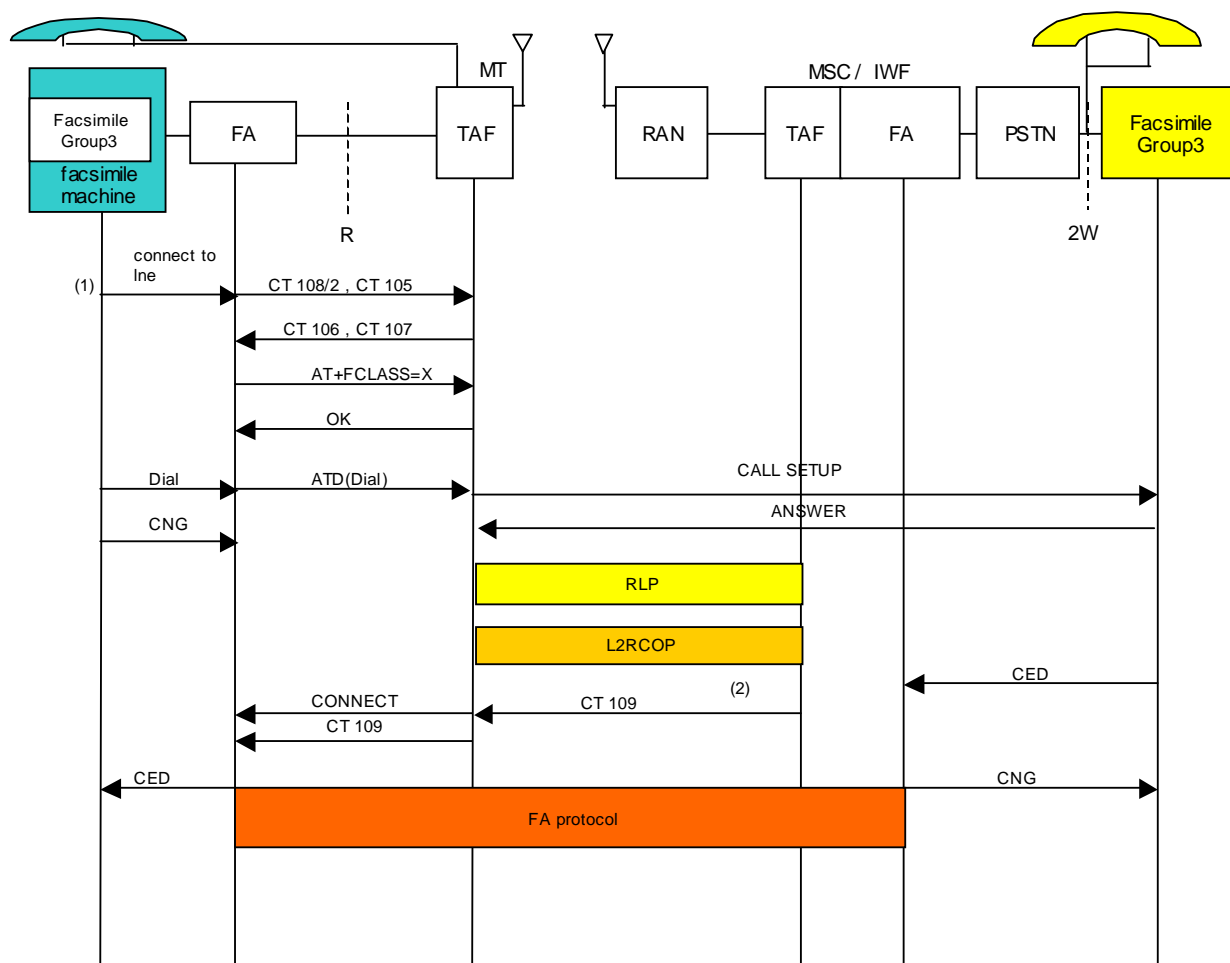 MT
MSC / IWF
Facsimile
Group3
facsimile
machine
FA
TAF
RAN
TAF
FA
PSTN
Facsimile
Group3
R
2W
connect to
lne
(1)
CT 108/2 , CT 105
CT 106 , CT 107
AT+FCLASS=X
OK
Dial
ATD(Dial)
CALL SETUP
CNG
ANSWER
RLP
L2RCOP
CED
(2)
CONNECT
CT 109
CT 109
CED
CNG
FA protocol